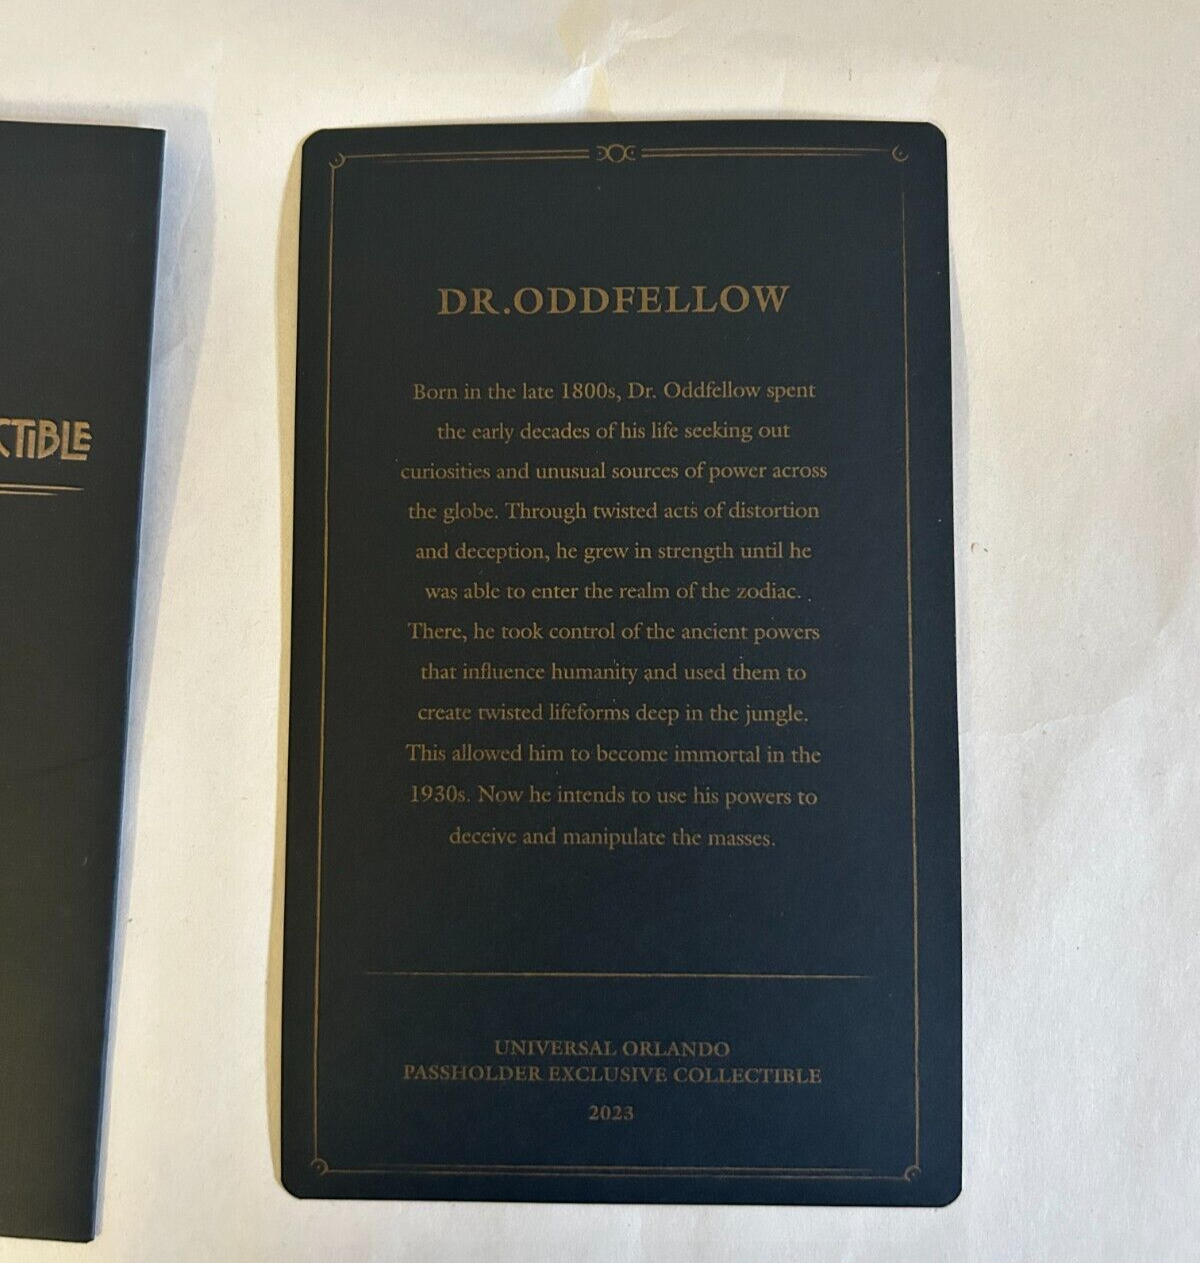 CTIBLE
DR.ODDFELLOW
Born in the late 1800s, Dr. Oddfellow spent
the early decades of his life seeking out
curiosities and unusual sources of power across
the globe. Through twisted acts of distortion
and deception, he grew in strength until he
was able to enter the realm of the zodiac.
There, he took control of the ancient powers
that influence humanity and used them to
create twisted lifeforms deep in the jungle.
This allowed him to become immortal in the
1930s. Now he intends to use his powers to
deceive and manipulate the masses.
UNIVERSAL ORLANDO
PASSHOLDER EXCLUSIVE COLLECTIBLE
2023